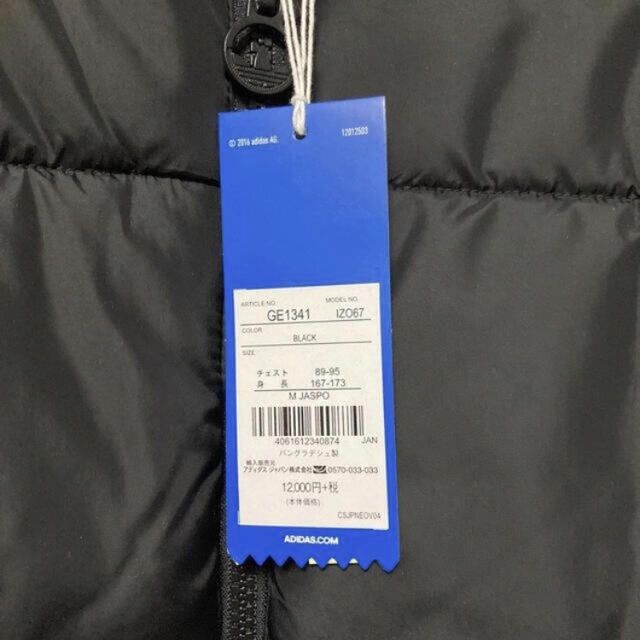 © 2016 adidas AG.
12012503
ARTICLE NO.
MODEL NO.
GE1341
IZO67
COLOR
BLACK
SIZE
チェスト 89-95
身 長 167-173
M JASPO
4061612340874 JAN
バングラデシュ製
輸入販売元
アディダス ジャパン株式会社 0570-033-033
12,000円+税
(本体価格)
CSJPNEOV04
ADIDAS.COM